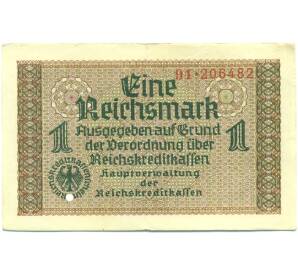 Eine
91·206482
Reichsmark
1 Ausgegeben auf Grund 1
der Verordnung über
Reichskreditkassen
Hauptverwaltung
der
Reichskreditkassen